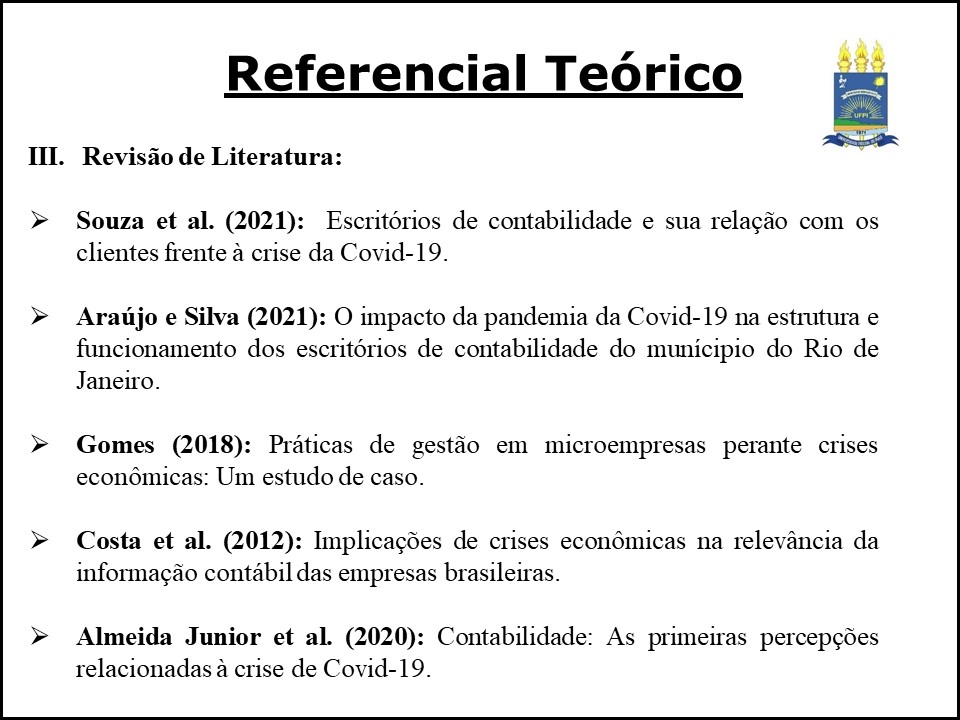 Referencial Teórico
UFPI
1971
III. Revisão de Literatura:
➢ Souza et al. (2021): Escritórios de contabilidade e sua relação com os
clientes frente à crise da Covid-19.
➢ Araújo e Silva (2021): O impacto da pandemia da Covid-19 na estrutura e
funcionamento dos escritórios de contabilidade do munícipio do Rio de
Janeiro.
➢ Gomes (2018): Práticas de gestão em microempresas perante crises
econômicas: Um estudo de caso.
➢ Costa et al. (2012): Implicações de crises econômicas na relevância da
informação contábil das empresas brasileiras.
➢ Almeida Junior et al. (2020): Contabilidade: As primeiras percepções
relacionadas à crise de Covid-19.